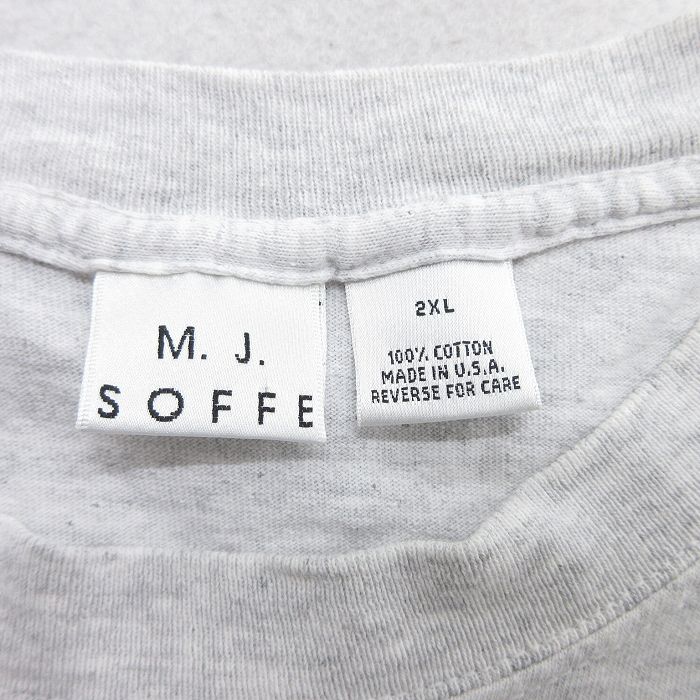 M. J.
SOFFE
2XL
100% COTTON
MADE IN U.S.A.
REVERSE FOR CARE